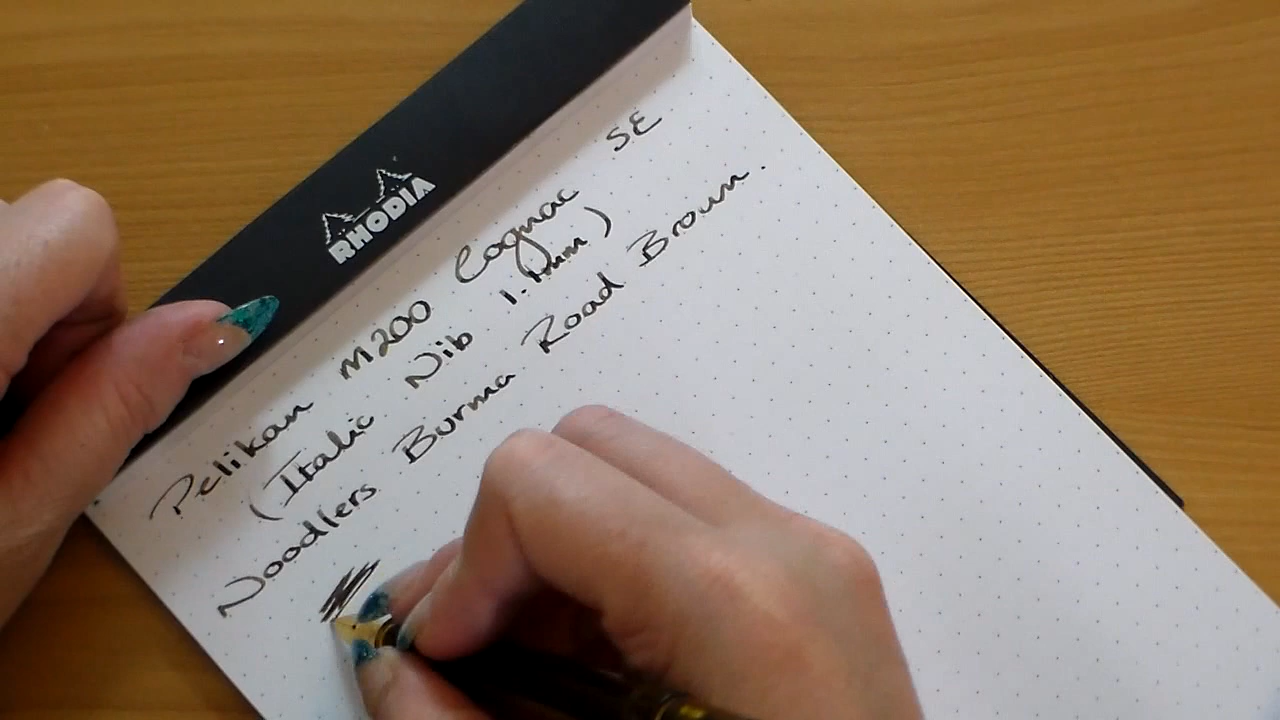 RHODIA
Pelikan M200 Cognac SE
(Italic Nib 1.1mm)
Noodlers Burma Road Brown.